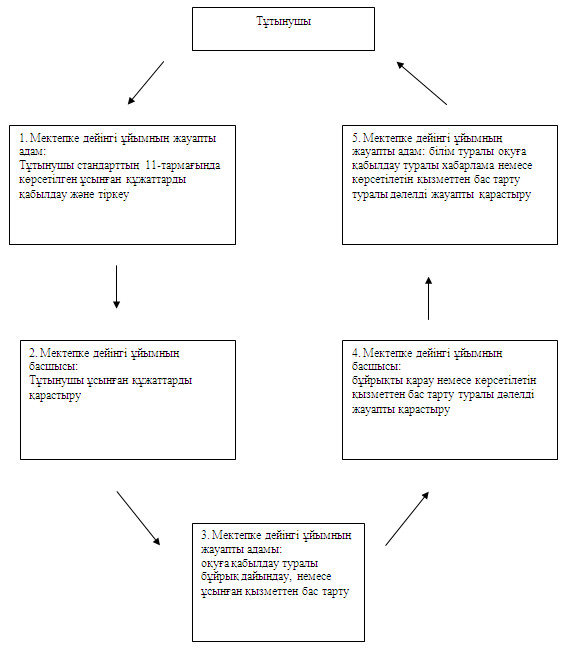 Тұтынушы
1. Мектепке дейінгі ұйымның жауапты
адам:
Тұтынушы стандарттың 11-тармағында
көрсетілген ұсынған құжаттарды
қабылдау және тіркеу
2. Мектепке дейінгі ұйымның
басшысы:
Тұтынушы ұсынған құжаттарды
қарастыру
3. Мектепке дейінгі ұйымның
жауапты адамы:
оқуға қабылдау туралы
бұйрық дайындау, немесе
ұсынған қызметтен бас тарту
4. Мектепке дейінгі ұйымның
басшысы:
бұйрықты қарау немесе көрсетілетін
қызметтен бас тарту туралы дәлелді
жауапты қарастыру
5. Мектепке дейінгі ұйымның
жауапты адам: білім туралы оқуға
қабылдау туралы хабарлама немесе
көрсетілетін қызметтен бас тарту
туралы дәлелді жауапты қарастыру